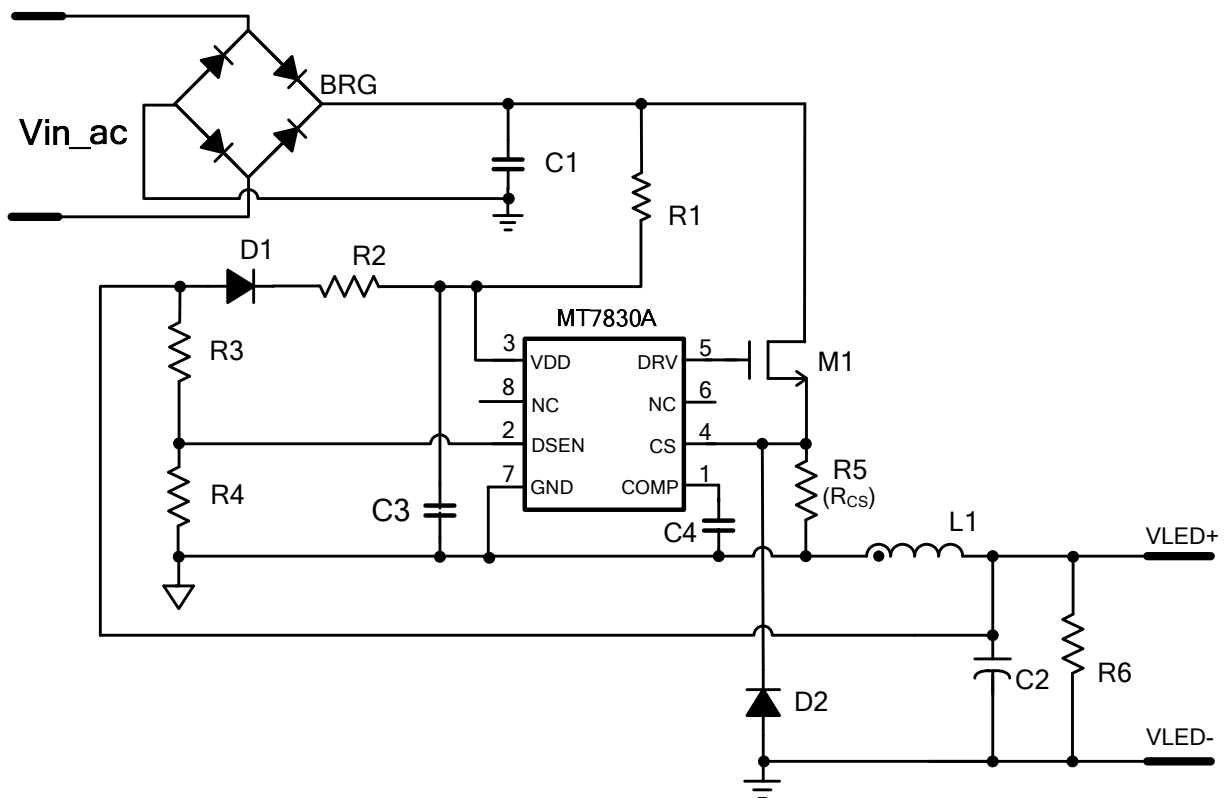 BRG
Vin_ac
C1
R1
D1
R2
MT7830A
R3
3
VDD
DRV
5
M1
8
NC
NC
6
2
DSEN
CS
4
R4
7
GND
COMP
1
R5
(RCS)
C3
C4
L1
VLED+
D2
C2
R6
VLED-